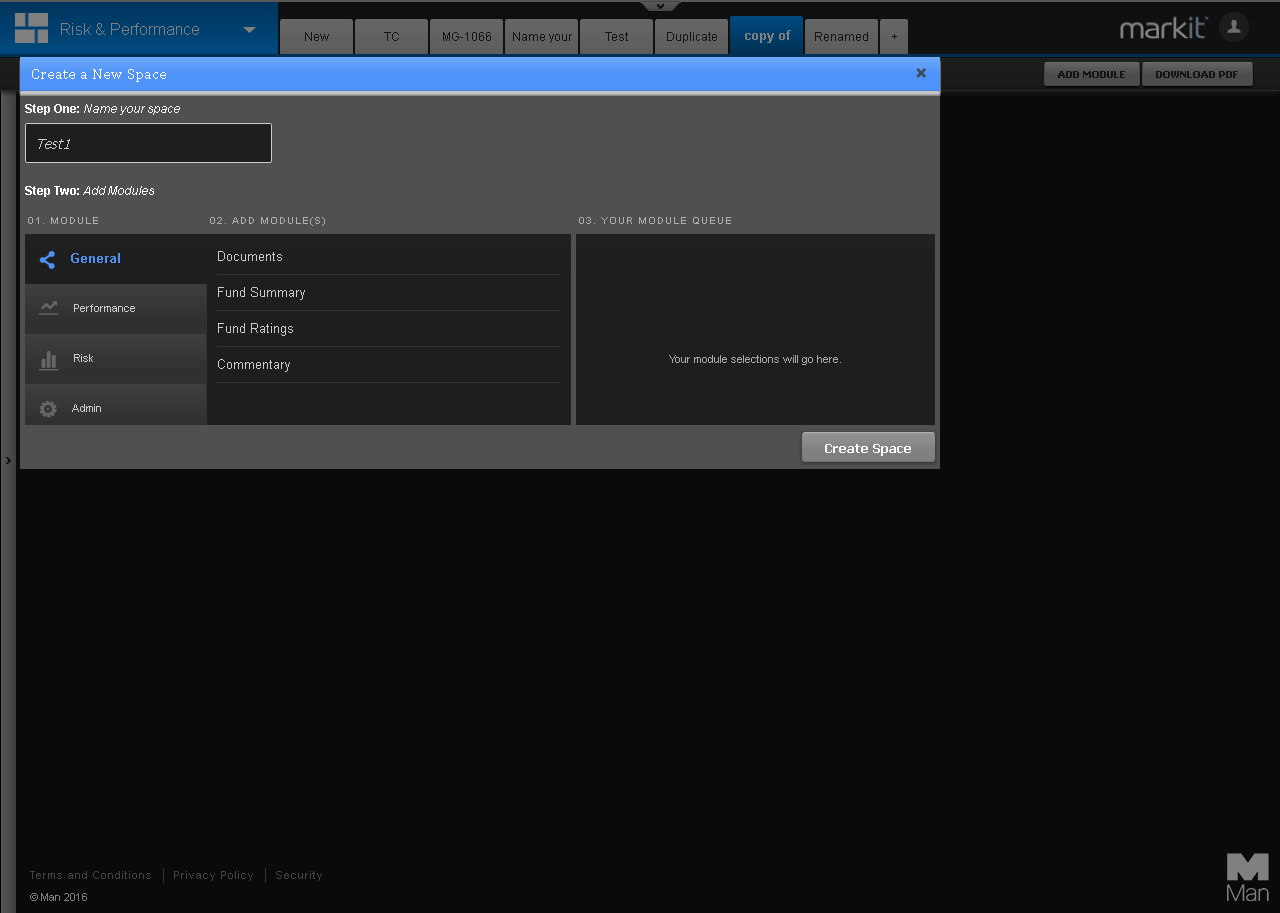 Risk & Performance
New
TC
MG-1066
Name your
Test
Duplicate
copy of
Renamed
+
markit
Create a New Space
ADD MODULE
DOWNLOAD PDF
Step One: Name your space
Test1
Step Two: Add Modules
01. MODULE
02. ADD MODULE(S)
03. YOUR MODULE QUEUE
General
Performance
Risk
Admin
Documents
Fund Summary
Fund Ratings
Commentary
Your module selections will go here.
Create Space
Terms and Conditions
Privacy Policy
Security
© Man 2016
M
Man